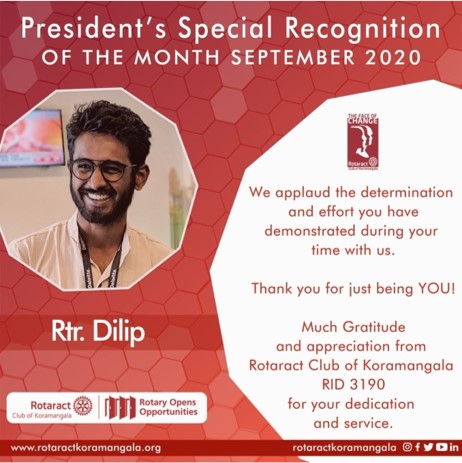 President's Special Recognition
OF THE MONTH SEPTEMBER 2020
THE FACE OF
CHANGE
Rotaract
Club of Koramangala
We applaud the determination
and effort you have
demonstrated during your
time with us.
Thank you for just being YOU!
Much Gratitude
and appreciation from
Rotaract Club of Koramangala
RID 3190
for your dedication
and service.
Rtr. Dilip
Rotaract
Club of Koramangala
Rotary Opens
Opportunities
www.rotaractkoramangala.org
rotaractkoramangala